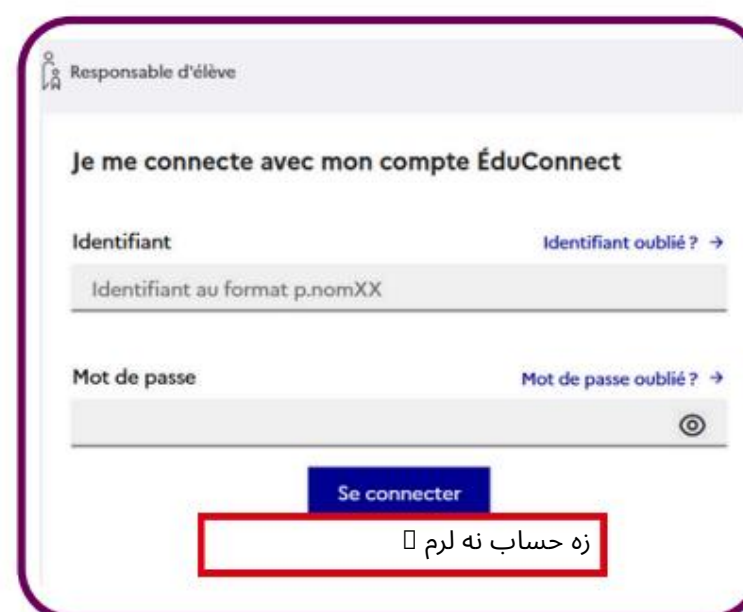 Responsable d'élève
Je me connecte avec mon compte ÉduConnect
Identifiant
Identifiant oublié ? →
Identifiant au format p.nomXX
Mot de passe
Mot de passe oublié ? →
Se connecter
زه حساب نه لرم